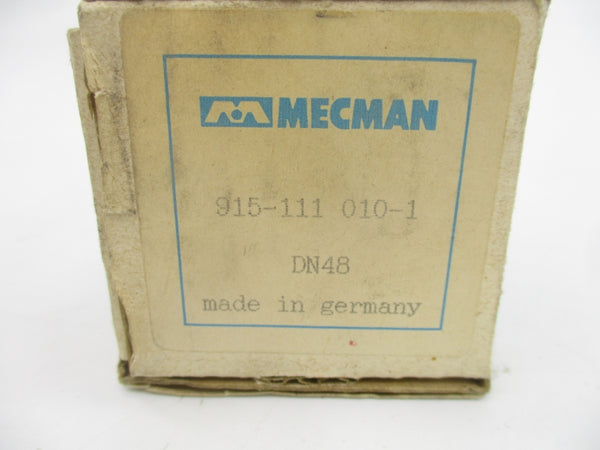 MECMAN
915-111 010-1
DN48
made in germany